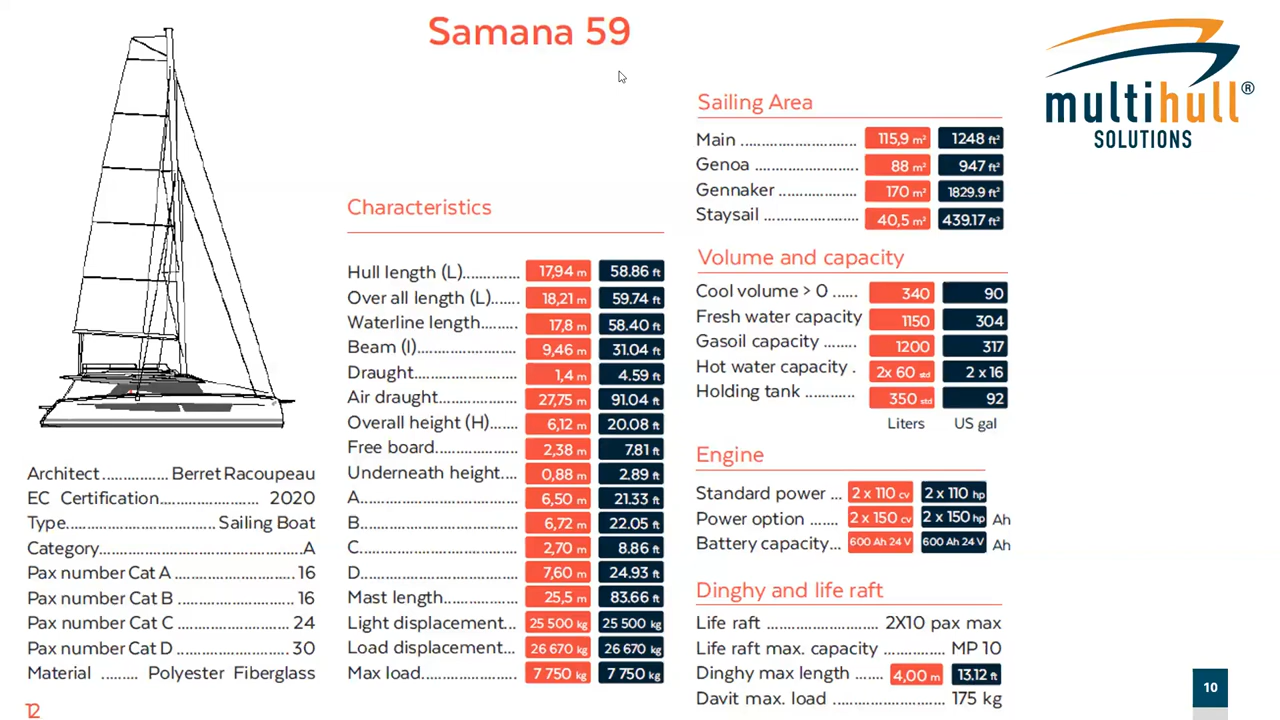 Samana 59
multihull®
SOLUTIONS
Architect ................ Berret Racoupeau
EC Certification........................ 2020
Type....................................... Sailing Boat
Category...................................................A
Pax number Cat A ............................. 16
Pax number Cat B ............................. 16
Pax number Cat C ............................. 24
Pax number Cat D ............................. 30
Material ........ Polyester Fiberglass
12
Characteristics
Hull length (L)............. 17,94 m 58.86 ft
Over all length (L)...... 18,21 m 59.74 ft
Waterline length........ 17,8 m 58.40 ft
Beam (l)....................... 9,46 m 31.04 ft
Draught........................ 1,4 m 4.59 ft
Air draught................... 27,75 m 91.04 ft
Overall height (H)....... 6,12 m 20.08 ft
Free board................... 2,38 m 7.81 ft
Underneath height.... 0,88 m 2.89 ft
A.................................... 6,50 m 21.33 ft
B.................................... 6,72 m 22.05 ft
C.................................... 2,70 m 8.86 ft
D.................................... 7,60 m 24.93 ft
Mast length................. 25,5 m 83.66 ft
Light displacement... 25 500 kg 25 500 kg
Load displacement... 26 670 kg 26 670 kg
Max load...................... 7 750 kg 7 750 kg
Sailing Area
Main ........................... 115,9 m² 1248 ft²
Genoa ........................ 88 m² 947 ft²
Gennaker .................. 170 m² 1829.9 ft²
Staysail ...................... 40,5 m² 439.17 ft²
Volume and capacity
Cool volume > 0 ...... 340 90
Fresh water capacity 1150 304
Gasoil capacity ........ 1200 317
Hot water capacity . 2x 60 std 2 x 16
Holding tank ............ 350 std 92
Liters US gal
Engine
Standard power ... 2 x 110 cv 2 x 110 hp
Power option ....... 2 x 150 cv 2 x 150 hp Ah
Battery capacity... 600 Ah 24 V 600 Ah 24 V Ah
Dinghy and life raft
Life raft ........................... 2X10 pax max
Life raft max. capacity ............. MP 10
Dinghy max length ...... 4,00 m 13.12 ft
Davit max. load .......................... 175 kg
10